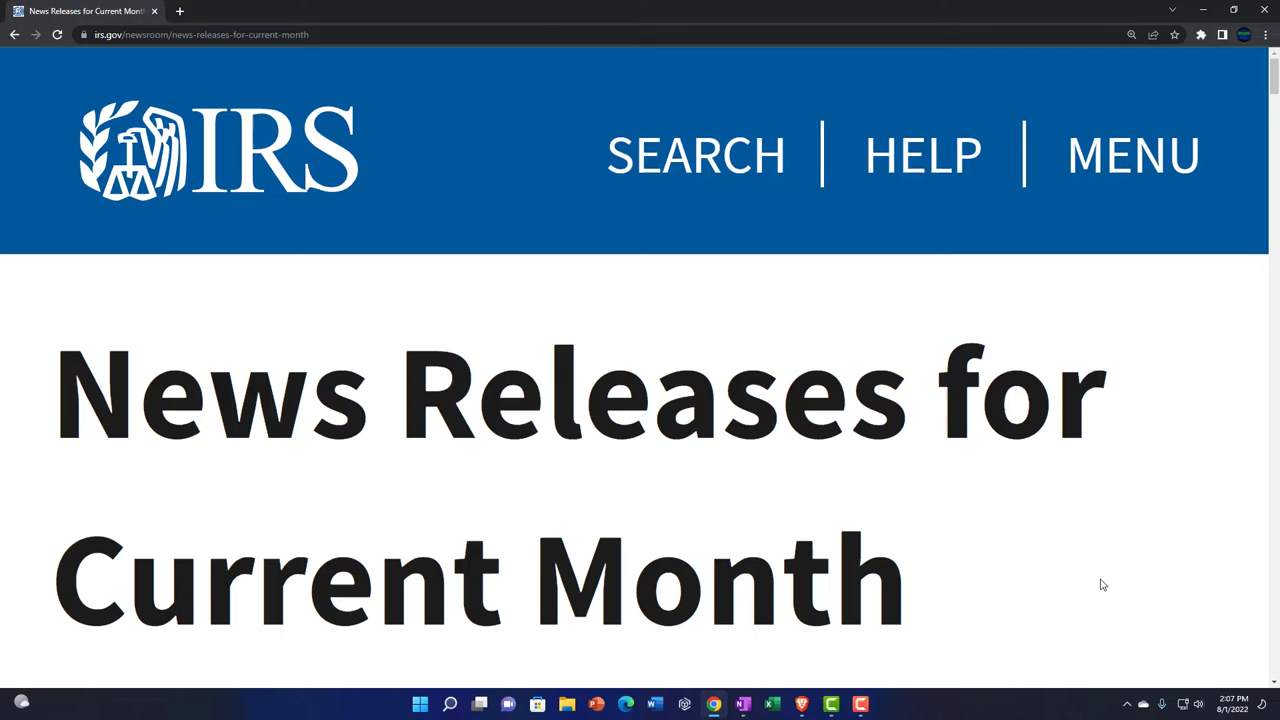 News Releases for Current Month
irs.gov/newsroom/news-releases-for-current-month
IRS
SEARCH
HELP
MENU
News Releases for
Current Month
2:07 PM
8/1/2022